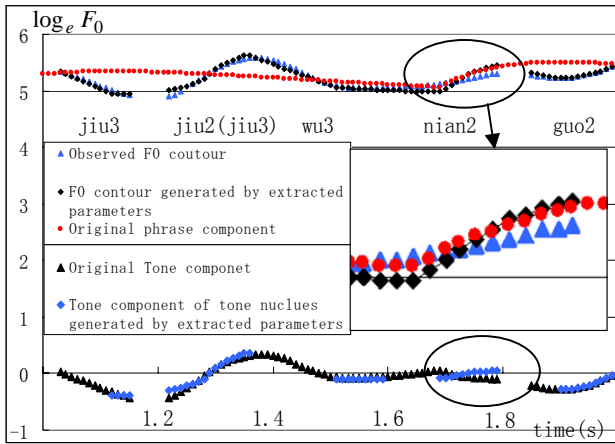 log_e F_0
6
5
jiu3 jiu2(jiu3) wu3 nian2 guo2
4
Observed F0 coutour
F0 contour generated by extracted
parameters
Original phrase component
3
2
Original Tone componet
Tone component of tone nuclues
generated by extracted parameters
1
0
1.2 1.4 1.6 1.8 time(s)
-1